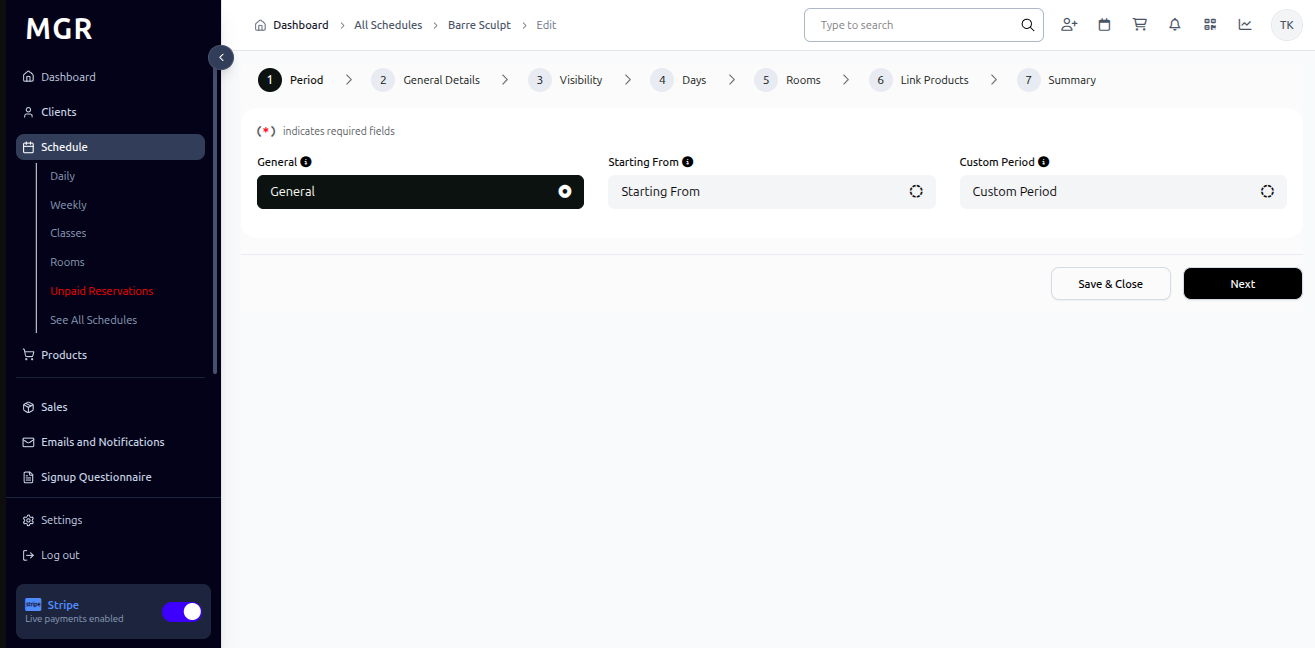 MGR
Dashboard
Clients
Schedule
Daily
Weekly
Classes
Rooms
Unpaid Reservations
See All Schedules
Products
Sales
Emails and Notifications
Signup Questionnaire
Settings
Log out
stripe Stripe
Live payments enabled
Dashboard > All Schedules > Barre Sculpt > Edit
Type to search
TK
1 Period > 2 General Details > 3 Visibility > 4 Days > 5 Rooms > 6 Link Products > 7 Summary
(*) indicates required fields
General
Starting From
Custom Period
General
Starting From
Custom Period
Save & Close
Next